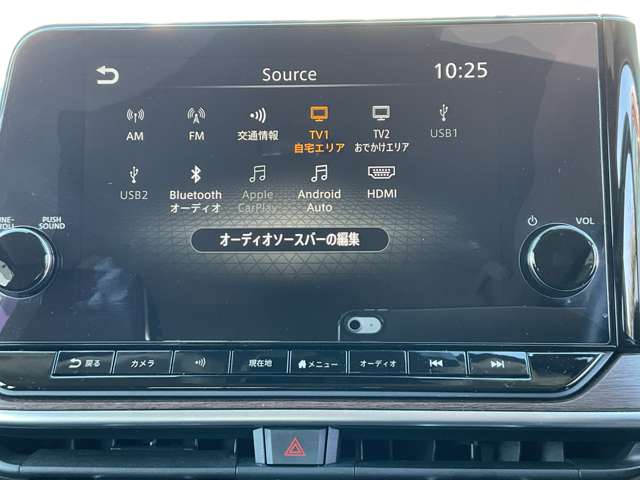 Source
10:25
AM
FM
交通情報
TV1
自宅エリア
TV2
おでかけエリア
USB1
USB2
Bluetooth
オーディオ
Apple
CarPlay
Android
Auto
HDMI
オーディオソースバーの編集
PUSH
SOUND
VOL
戻る
カメラ
現在地
メニュー
オーディオ